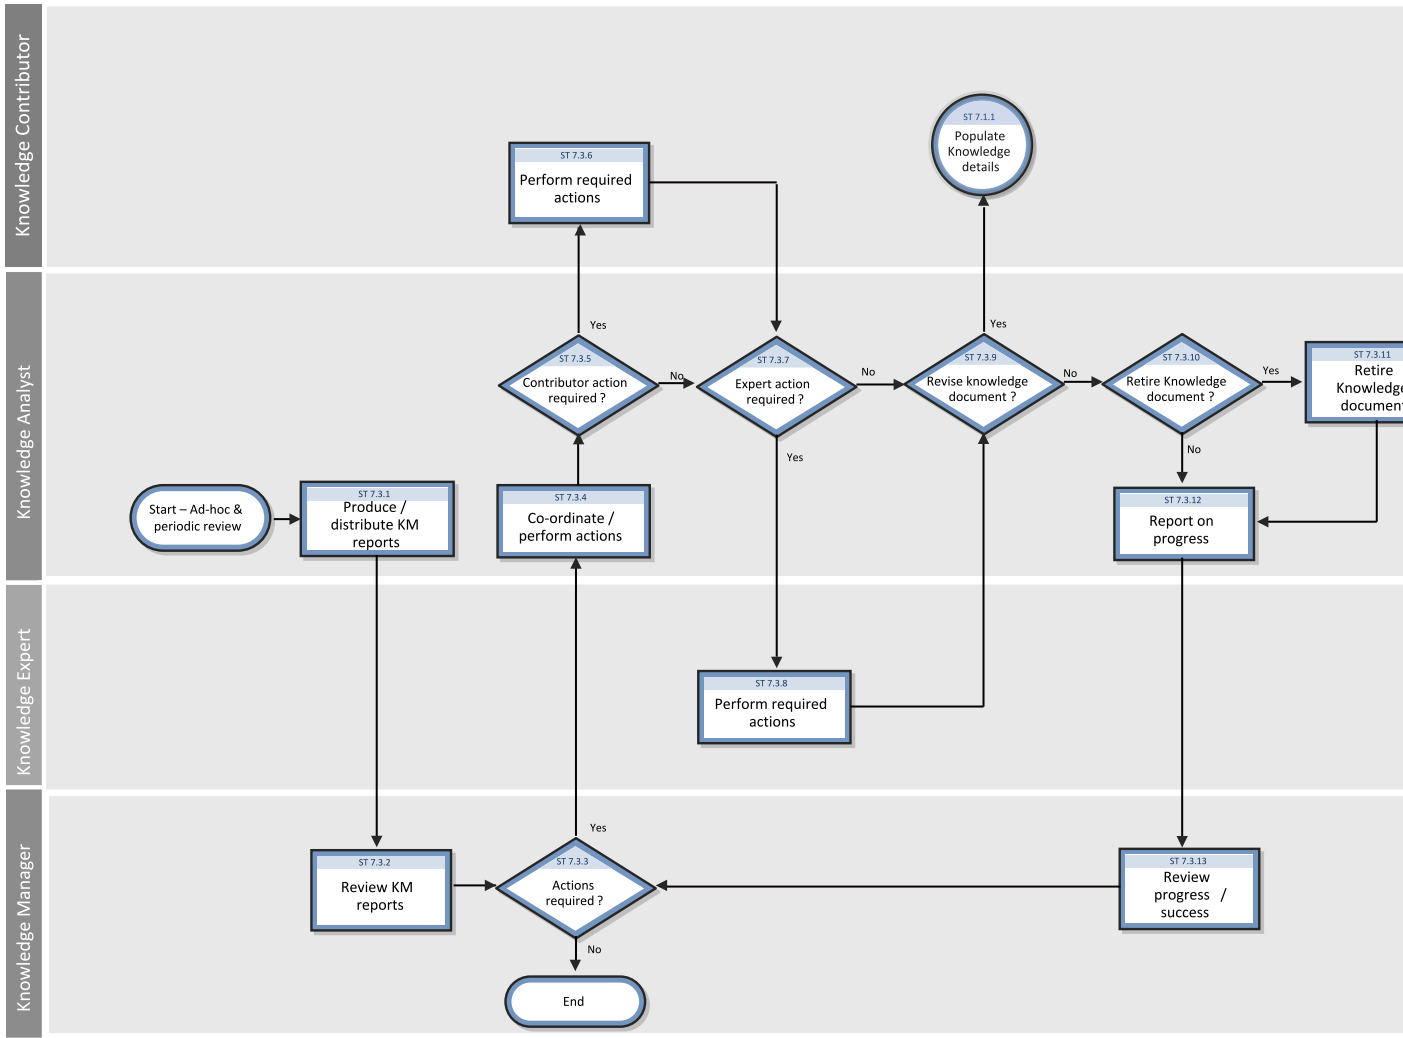 Knowledge Contributor
ST 7.1.1
Populate
Knowledge
details
ST 7.3.6
Perform required
actions
Knowledge Analyst
Yes
Yes
ST 7.3.5
Contributor action
required ?
No
ST 7.3.7
Expert action
required ?
No
ST 7.3.9
Revise knowledge
document ?
No
ST 7.3.10
Retire Knowledge
document ?
Yes
ST 7.3.11
Retire
Knowledge
document
Yes
No
Start – Ad-hoc &
periodic review
ST 7.3.1
Produce /
distribute KM
reports
ST 7.3.4
Co-ordinate /
perform actions
ST 7.3.12
Report on
progress
Knowledge Expert
ST 7.3.8
Perform required
actions
Knowledge Manager
Yes
ST 7.3.2
Review KM
reports
ST 7.3.3
Actions
required ?
ST 7.3.13
Review
progress /
success
No
End